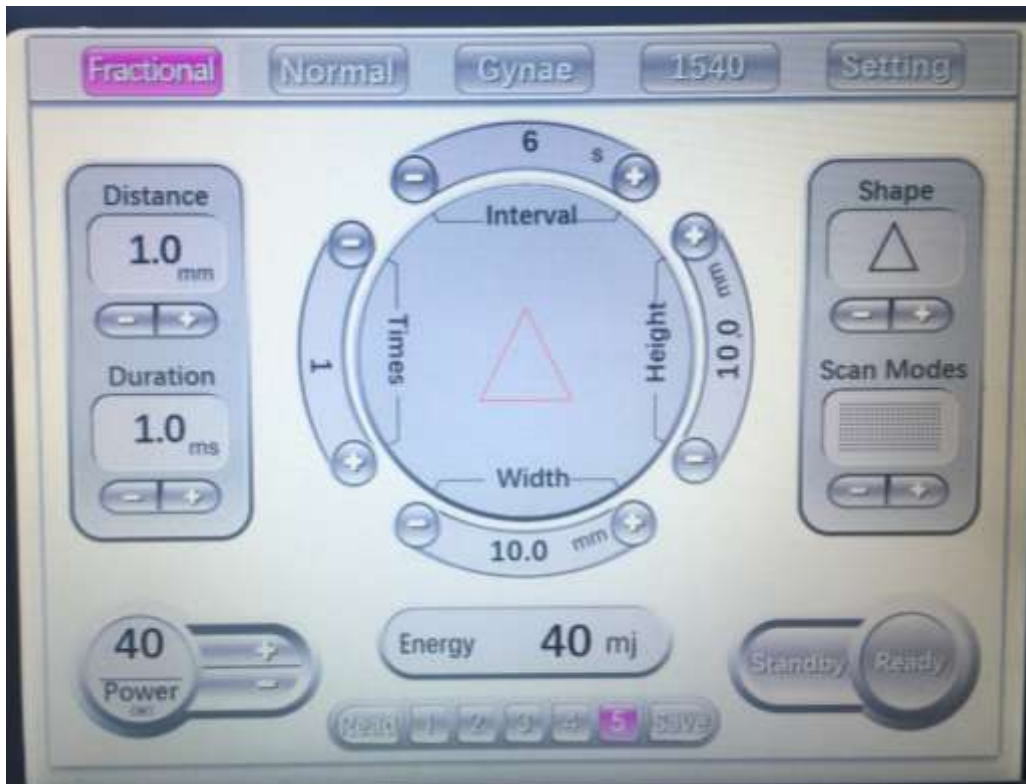 Fractional Normal Gynae 1540 Setting
6 s
Interval
Distance
1.0 mm
- +
Duration
1.0 ms
- +
1
Times
Height
10.0 mm
Width
10.0 mm
Shape
- +
Scan Modes
- +
40
Power
+
-
Energy 40 mj
Standby Ready
Read 1 2 3 4 5 Save